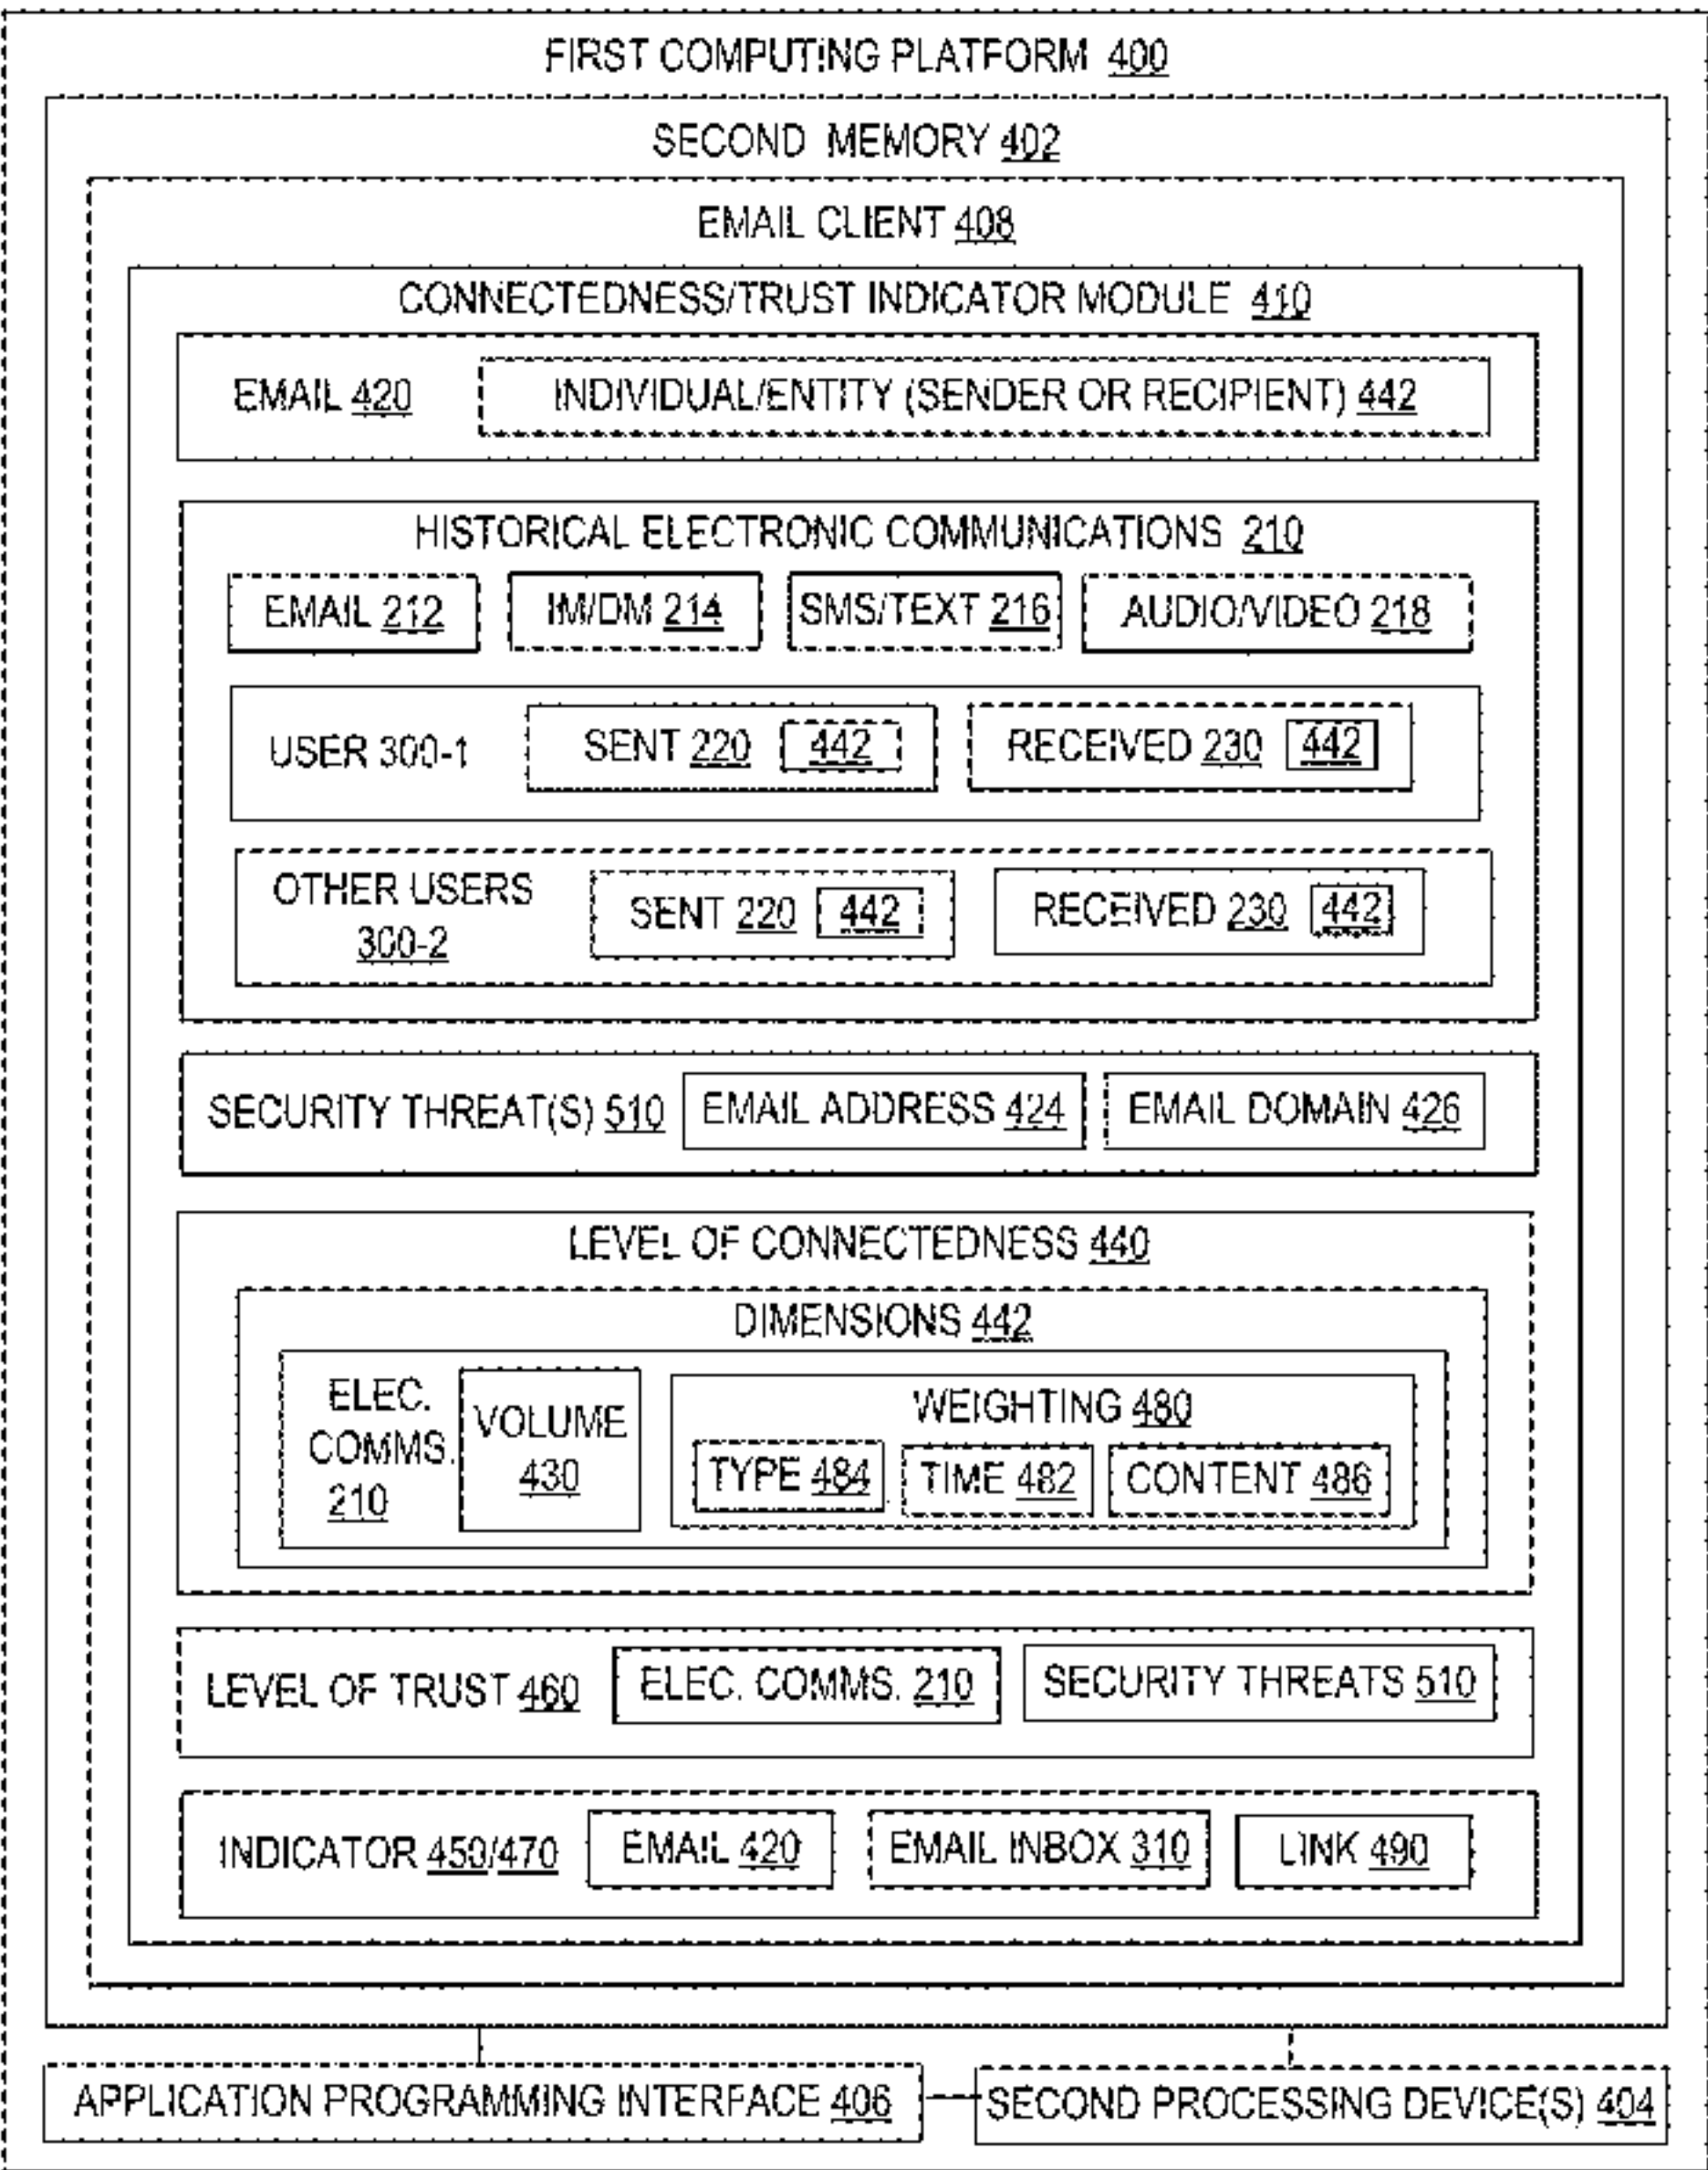 FIRST COMPUTING PLATFORM 400
SECOND MEMORY 402
EMAIL CLIENT 408
CONNECTEDNESS/TRUST INDICATOR MODULE 410
EMAIL 420 INDIVIDUAL/ENTITY (SENDER OR RECIPIENT) 442
HISTORICAL ELECTRONIC COMMUNICATIONS 210
EMAIL 212 IM/DM 214 SMS/TEXT 216 AUDIO/VIDEO 218
USER 300-1 SENT 220 442 RECEIVED 230 442
OTHER USERS
300-2
SENT 220 442 RECEIVED 230 442
SECURITY THREAT(S) 510 EMAIL ADDRESS 424 EMAIL DOMAIN 426
LEVEL OF CONNECTEDNESS 440
DIMENSIONS 442
ELEC.
COMMS.
210
VOLUME
430
WEIGHTING 480
TYPE 484 TIME 482 CONTENT 486
LEVEL OF TRUST 460 ELEC. COMMS. 210 SECURITY THREATS 510
INDICATOR 450/470 EMAIL 420 EMAIL INBOX 310 LINK 490
APPLICATION PROGRAMMING INTERFACE 406 SECOND PROCESSING DEVICE(S) 404